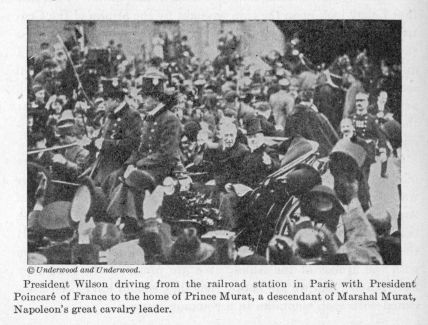 © Underwood and Underwood.
President Wilson driving from the railroad station in Paris with President
Poincaré of France to the home of Prince Murat, a descendant of Marshal Murat,
Napoleon's great cavalry leader.